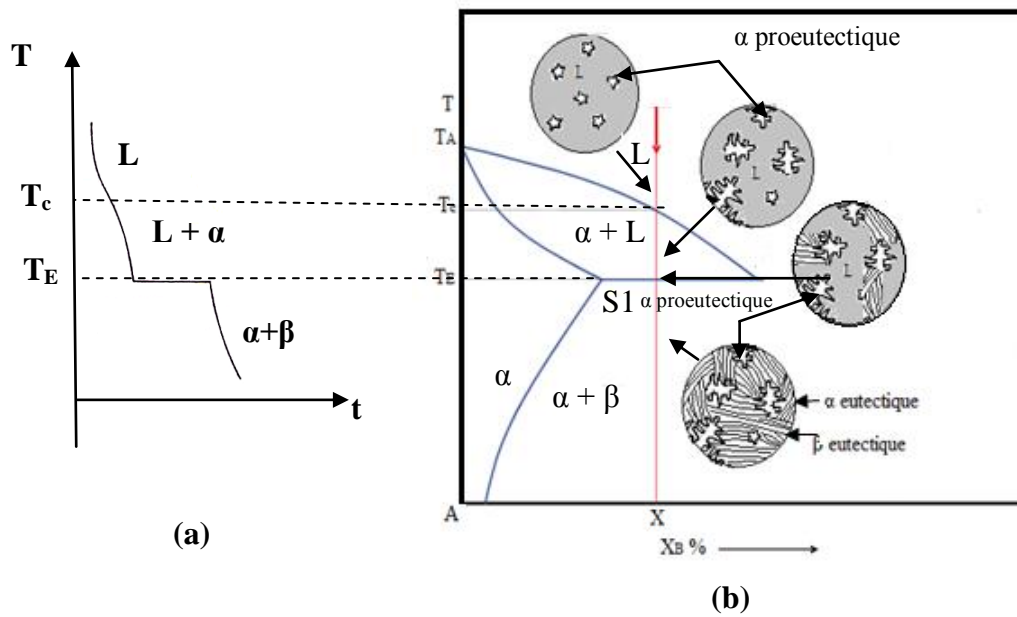 T
L
Tc
L + α
TE
α+β
t
(a)
α proeutectique
L
T
TA
L
L
Tc
α + L
L
TE
S1 α proeutectique
α
α + β
α eutectique
β eutectique
A
X
XB %
(b)